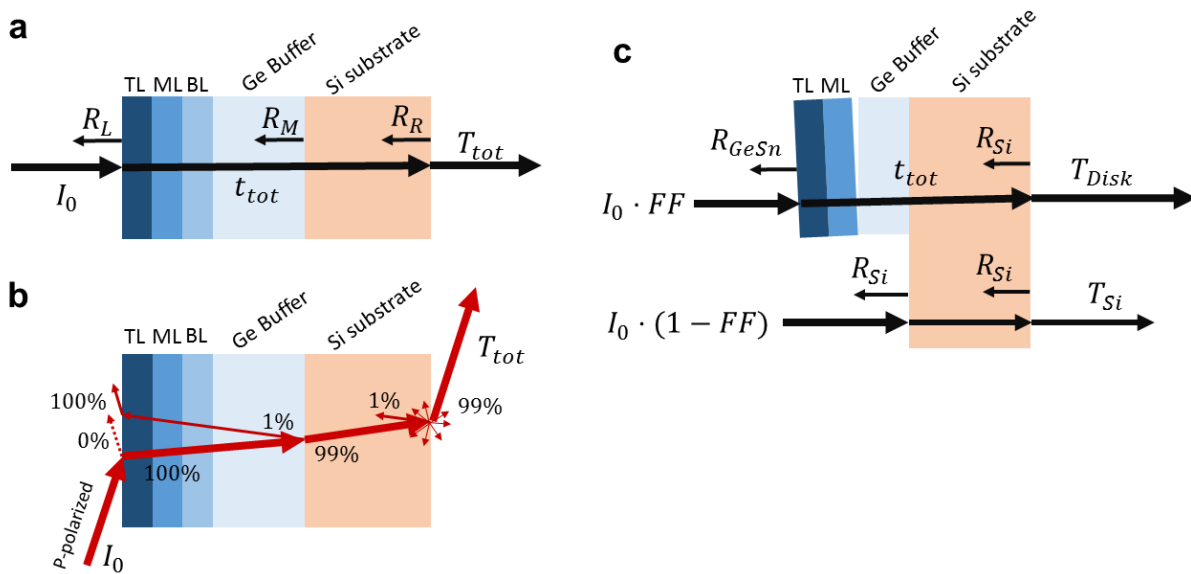 a
TL ML BL Ge Buffer Si substrate
R_L R_M R_R
T_tot
I_0 t_tot
b
TL ML BL Ge Buffer Si substrate
T_tot
100% 1% 1% 99%
0%
100% 99%
P-polarized
I_0
c
TL ML Ge Buffer Si substrate
R_GeSn R_Si
t_tot T_Disk
I_0 · FF
R_Si R_Si
T_Si
I_0 · (1 − FF)